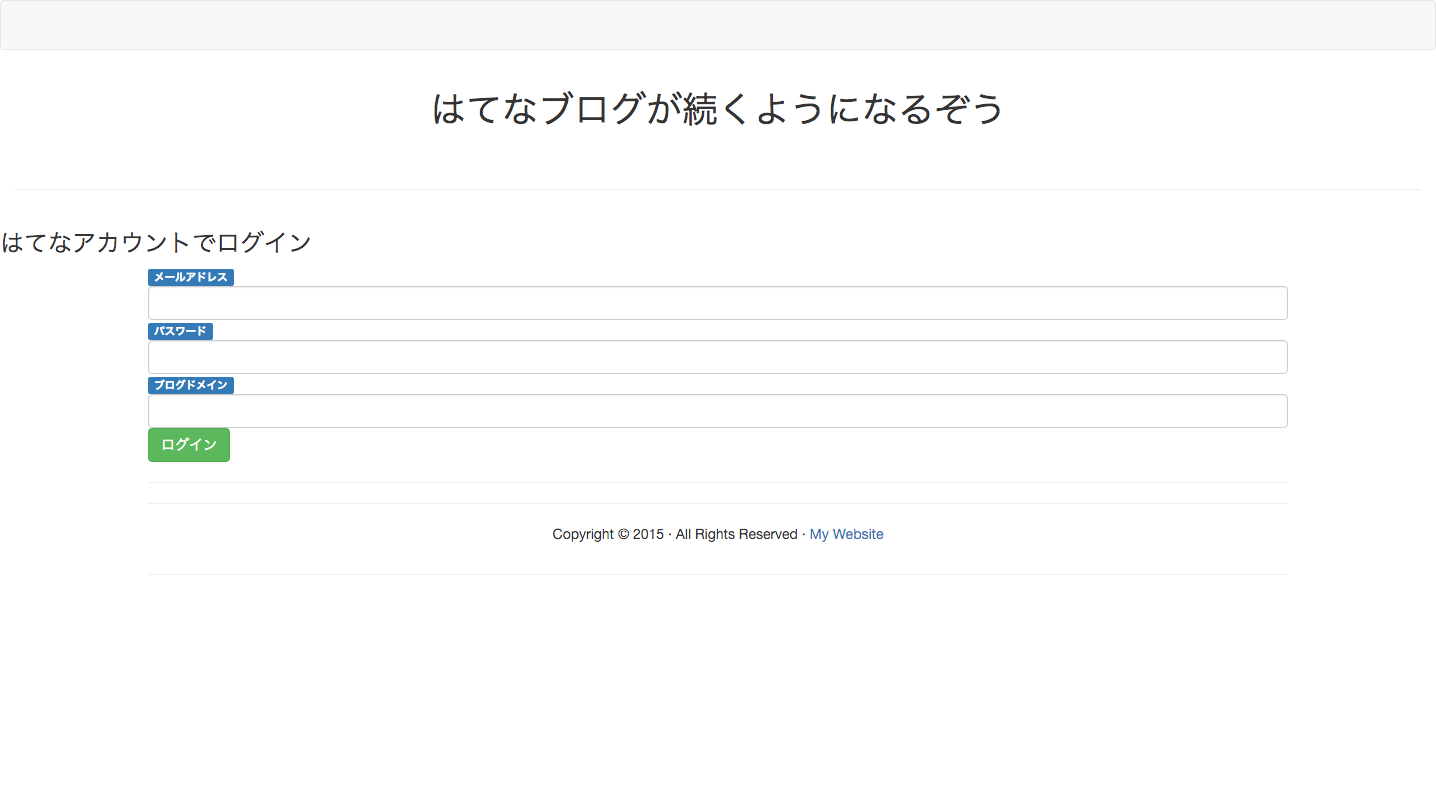 はてなブログが続くようになるぞう
はてなアカウントでログイン
メールアドレス
パスワード
ブログドメイン
ログイン
Copyright © 2015 · All Rights Reserved · My Website